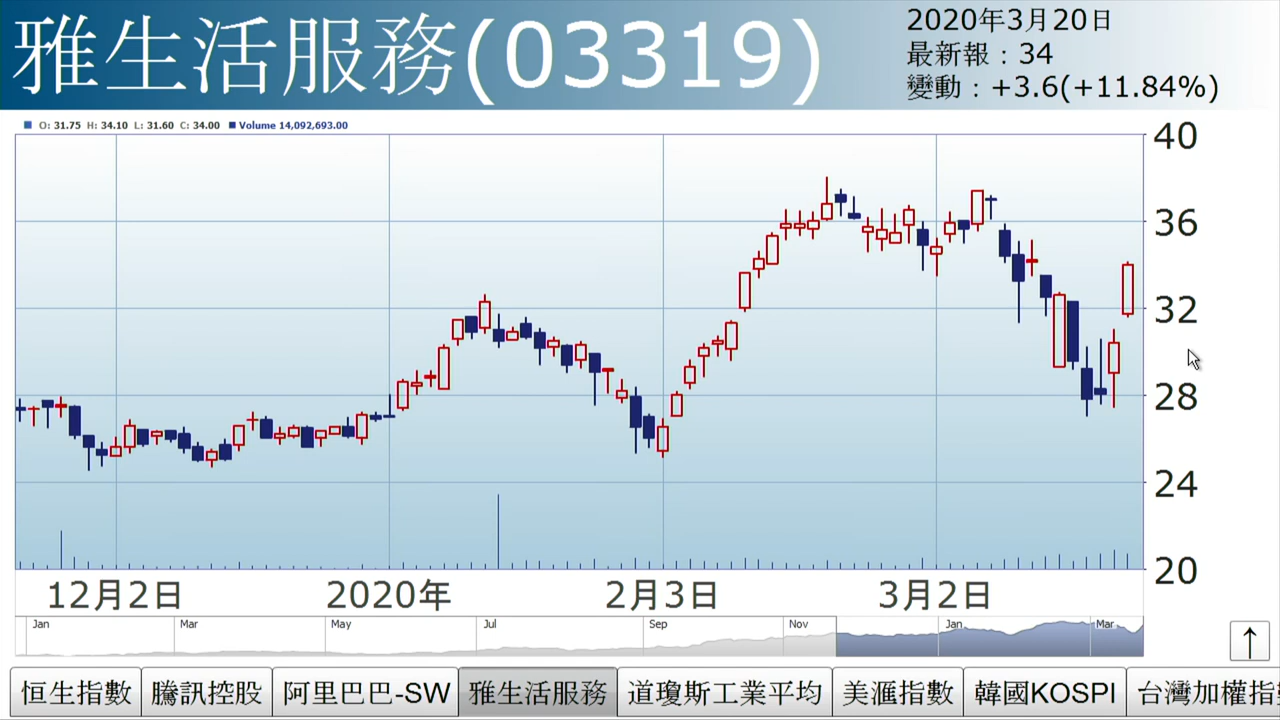 雅生活服務(03319)
2020年3月20日
最新報：34
變動：+3.6(+11.84%)
O: 31.75 H: 34.10 L: 31.60 C: 34.00 Volume 14,092,693.00
40
36
32
28
24
20
12月2日 2020年 2月3日 3月2日
Jan Mar May Jul Sep Nov Jan Mar
↑
恒生指數 騰訊控股 阿里巴巴-SW 雅生活服務 道瓊斯工業平均 美滙指數 韓國KOSPI 台灣加權指